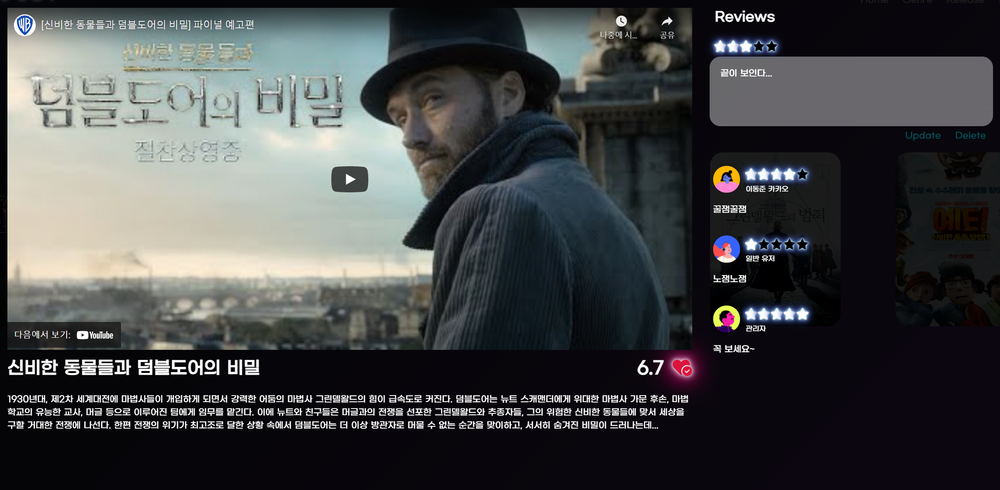 Home Genre Release
[신비한 동물들과 덤블도어의 비밀] 파이널 예고편
나중에 시...
공유
신비한 동물들과
덤블도어의 비밀
절찬상영중
다음에서 보기: YouTube
신비한 동물들과 덤블도어의 비밀
6.7
1930년대, 제2차 세계대전에 마법사들이 개입하게 되면서 강력한 어둠의 마법사 그린델왈드의 힘이 급속도로 커진다. 덤블도어는 뉴트 스캐맨더에게 위대한 마법사 가문 후손, 마법
학교의 유능한 교사, 머글 등으로 이루어진 팀에게 임무를 맡긴다. 이에 뉴트와 친구들은 머글과의 전쟁을 선포한 그린델왈드와 추종자들, 그의 위험한 신비한 동물들에 맞서 세상을
구할 거대한 전쟁에 나선다. 한편 전쟁의 위기가 최고조로 달한 상황 속에서 덤블도어는 더 이상 방관자로 머물 수 없는 순간을 맞이하고, 서서히 숨겨진 비밀이 드러나는데...
Reviews
끝이 보인다...
Update Delete
이동준 카카오
꿀잼꿀잼
그린델왈드의 범죄
일반 유저
노잼노잼
관리자
꼭 보세요~
전설 속 수수께끼 동물을 찾아
예티
신비한 동물 탐험대
추석 대개봉